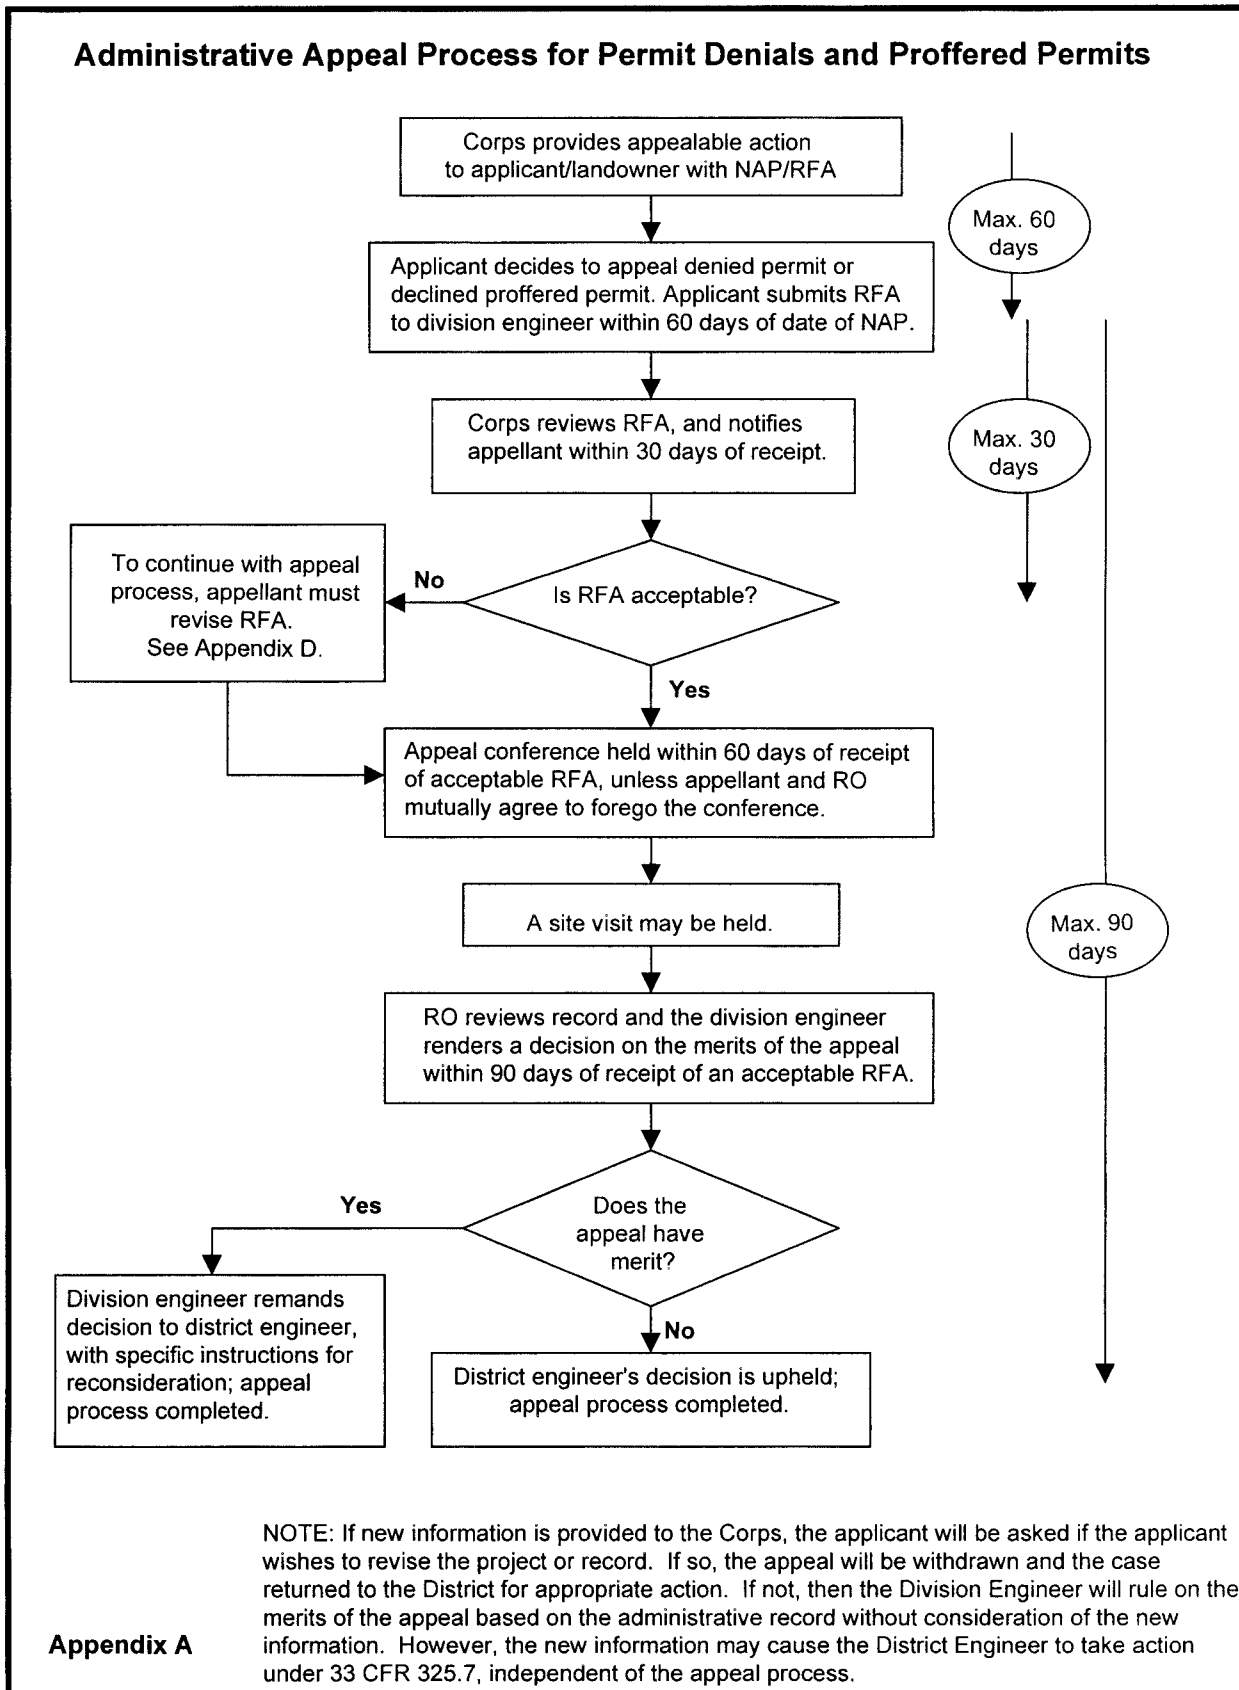 Administrative Appeal Process for Permit Denials and Proffered Permits
Corps provides appealable action
to applicant/landowner with NAP/RFA
Max. 60
days
Applicant decides to appeal denied permit or
declined proffered permit. Applicant submits RFA
to division engineer within 60 days of date of NAP.
Corps reviews RFA, and notifies
appellant within 30 days of receipt.
Max. 30
days
To continue with appeal
process, appellant must
revise RFA.
See Appendix D.
No
Is RFA acceptable?
Yes
Appeal conference held within 60 days of receipt
of acceptable RFA, unless appellant and RO
mutually agree to forego the conference.
A site visit may be held.
Max. 90
days
RO reviews record and the division engineer
renders a decision on the merits of the appeal
within 90 days of receipt of an acceptable RFA.
Yes
Does the
appeal have
merit?
Division engineer remands
decision to district engineer,
with specific instructions for
reconsideration; appeal
process completed.
No
District engineer's decision is upheld;
appeal process completed.
NOTE: If new information is provided to the Corps, the applicant will be asked if the applicant
wishes to revise the project or record. If so, the appeal will be withdrawn and the case
returned to the District for appropriate action. If not, then the Division Engineer will rule on the
merits of the appeal based on the administrative record without consideration of the new
Appendix A
information. However, the new information may cause the District Engineer to take action
under 33 CFR 325.7, independent of the appeal process.